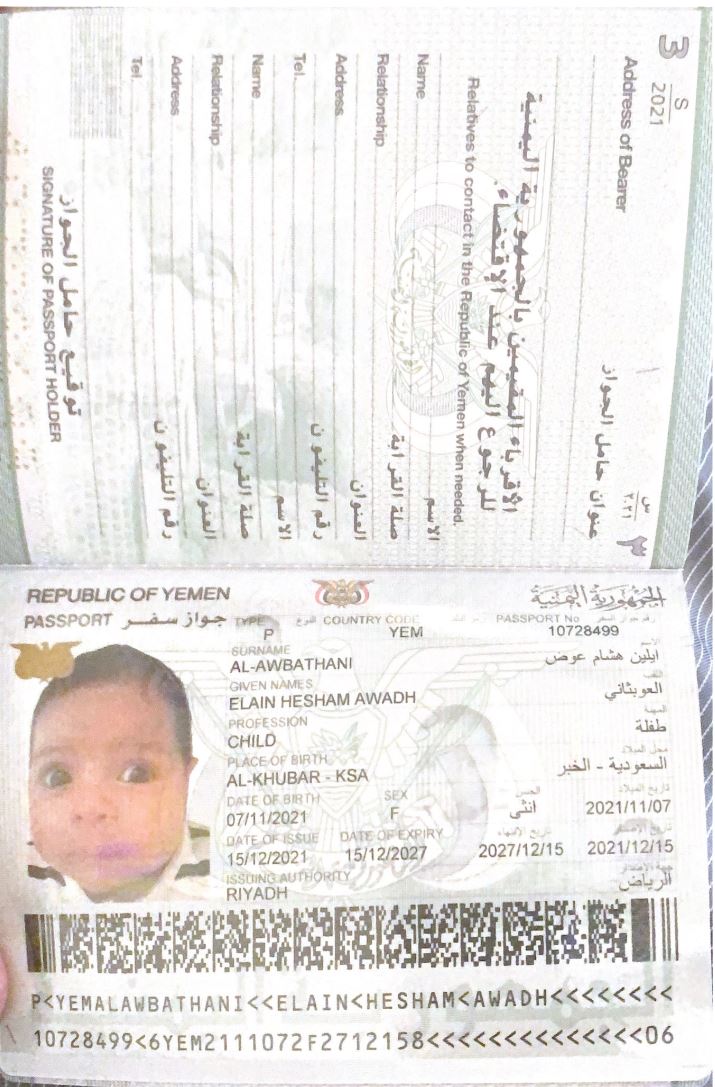 3
S
2021
س
٢٠٢١
٣
Address of Bearer
عنوان حامل الجواز
الأقرباء المقيمين بالجمهورية اليمنية
للرجوع اليهم عند الإقتضاء.
Relatives to contact in the Republic of Yemen when needed.
Name الاسم
Relationship صلة القرابة
Address العنوان
Tel. رقم التليفون
Name الاسم
Relationship صلة القرابة
Address العنوان
Tel. رقم التليفون
توقيع حامل الجواز
SIGNATURE OF PASSPORT HOLDER
REPUBLIC OF YEMEN الجمهورية اليمنية
PASSPORT جواز سفر TYPE النوع COUNTRY CODE PASSPORT No رقم جواز السفر
P YEM 10728499
SURNAME الاسم
AL-AWBATHANI ايلين هشام عوض
GIVEN NAMES اللقب
ELAIN HESHAM AWADH العوبثاني
PROFESSION المهنة
CHILD طفلة
PLACE OF BIRTH محل الميلاد
AL-KHUBAR - KSA السعودية - الخبر
DATE OF BIRTH SEX الجنس تاريخ الميلاد
07/11/2021 F انثى 2021/11/07
DATE OF ISSUE DATE OF EXPIRY تاريخ الانتهاء تاريخ الإصدار
15/12/2021 15/12/2027 2027/12/15 2021/12/15
ISSUING AUTHORITY جهة الإصدار
RIYADH الرياض
P<YEMALAWBATHANI<<ELAIN<HESHAM<AWADH<<<<<<<<
10728499<6YEM2111072F2712158<<<<<<<<<<<<<<06